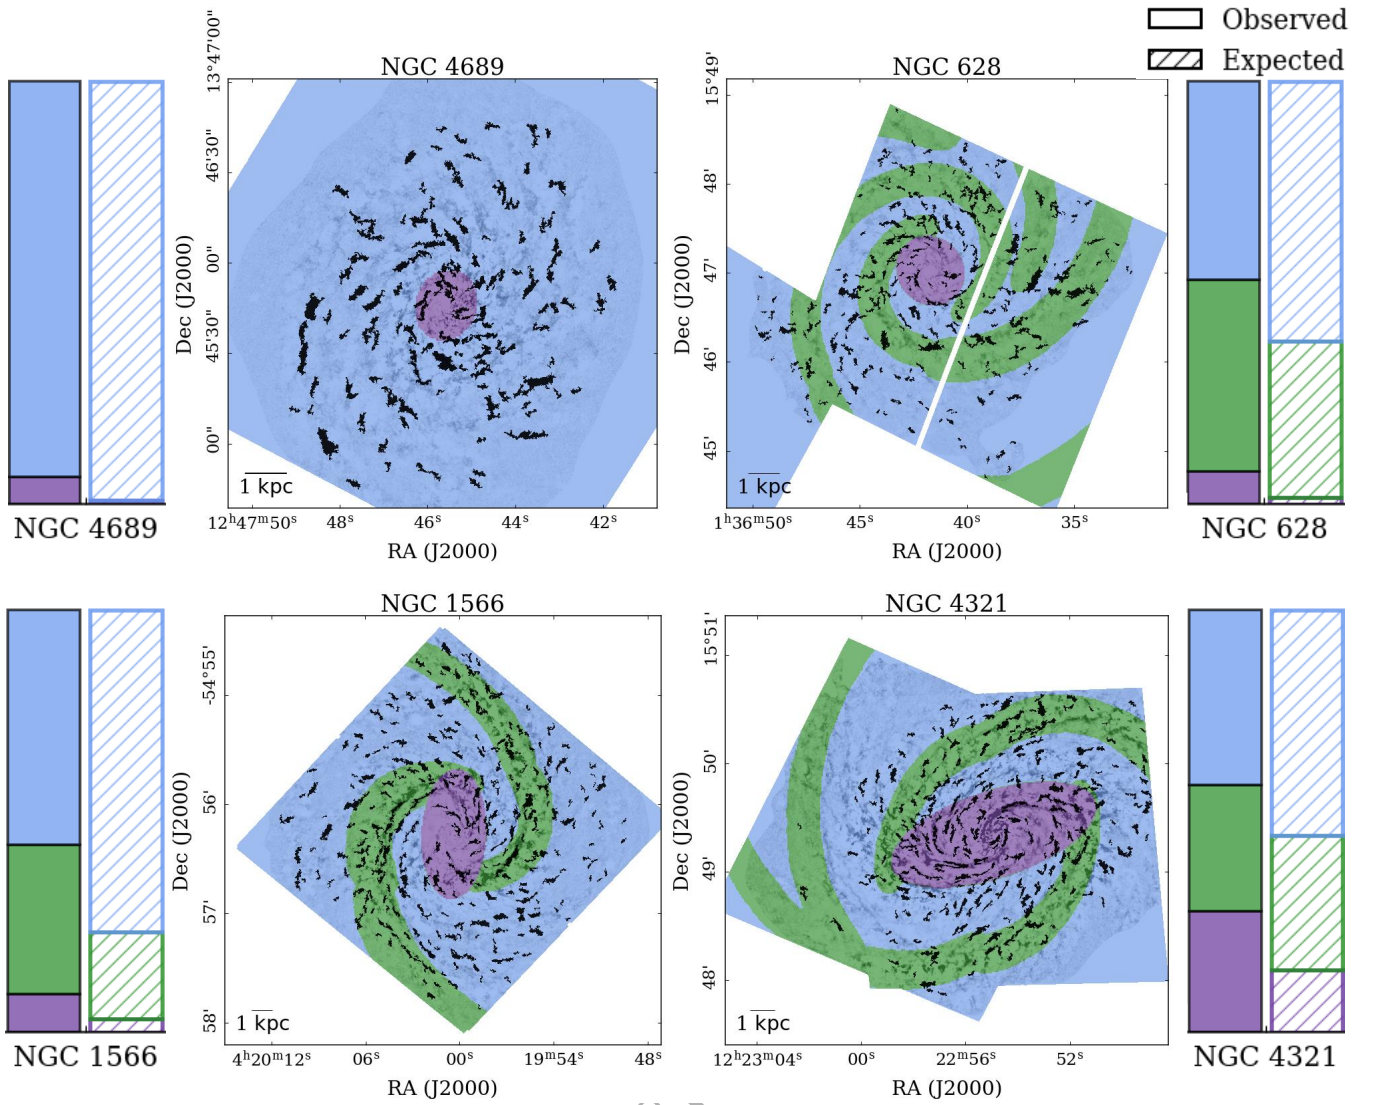 Observed
Expected
NGC 4689
13°47'00"
46'30"
00"
45'30"
00"
Dec (J2000)
1 kpc
12ʰ47ᵐ50ˢ 48ˢ 46ˢ 44ˢ 42ˢ
RA (J2000)
NGC 4689
NGC 628
15°49'
48'
47'
46'
45'
Dec (J2000)
1 kpc
1ʰ36ᵐ50ˢ 45ˢ 40ˢ 35ˢ
RA (J2000)
NGC 628
NGC 1566
-54°55'
56'
57'
58'
Dec (J2000)
1 kpc
4ʰ20ᵐ12ˢ 06ˢ 00ˢ 19ᵐ54ˢ 48ˢ
RA (J2000)
NGC 1566
NGC 4321
15°51'
50'
49'
48'
Dec (J2000)
1 kpc
12ʰ23ᵐ04ˢ 00ˢ 22ᵐ56ˢ 52ˢ
RA (J2000)
NGC 4321